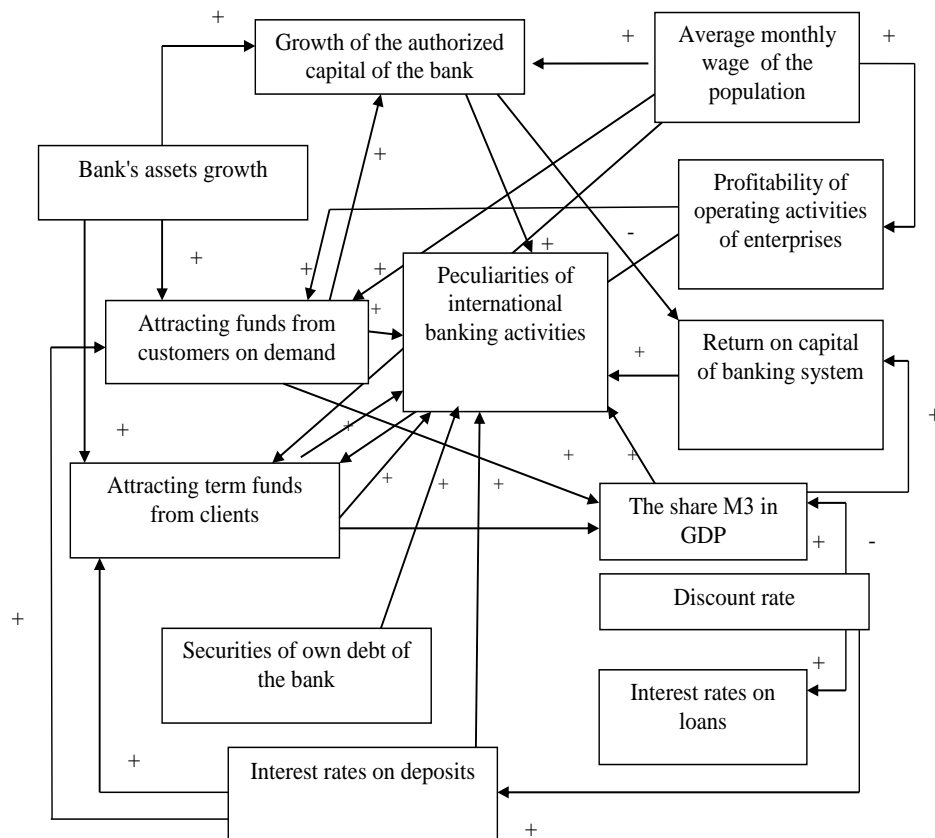 +
Growth of the authorized
capital of the bank
+
Average monthly
wage of the
population
+
+
Bank's assets growth
Profitability of
operating activities
of enterprises
-
+
+
+
+
Peculiarities of
international
banking activities
+
Attracting funds from
customers on demand
Return on capital
of banking system
+
+
+
+
+
+
+
+
+
Attracting term funds
from clients
The share M3 in
GDP
+
-
Discount rate
+
Securities of own debt of
the bank
+
Interest rates on
loans
+
Interest rates on deposits
+